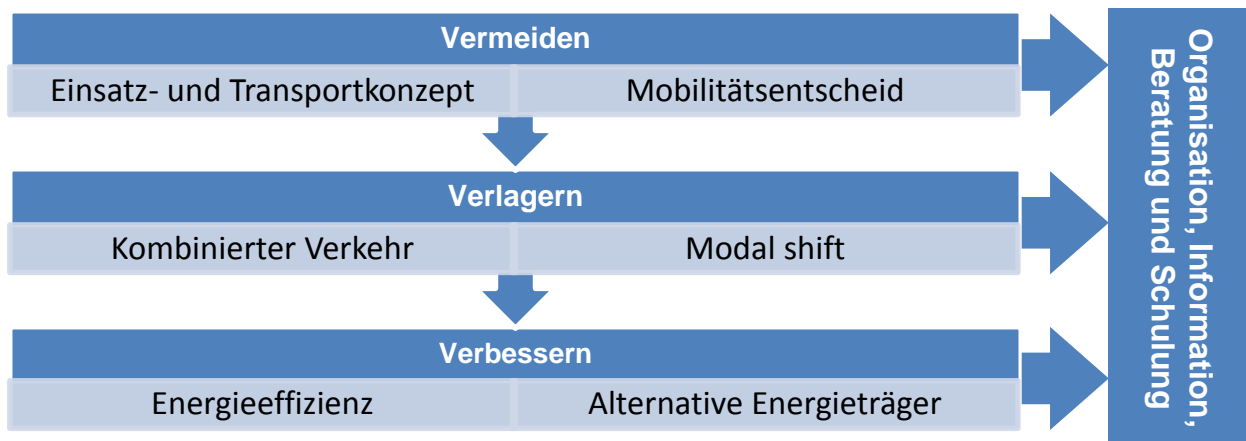 Vermeiden
Einsatz- und Transportkonzept
Mobilitätsentscheid
Verlagern
Kombinierter Verkehr
Modal shift
Verbessern
Energieeffizienz
Alternative Energieträger
Organisation, Information,
Beratung und Schulung